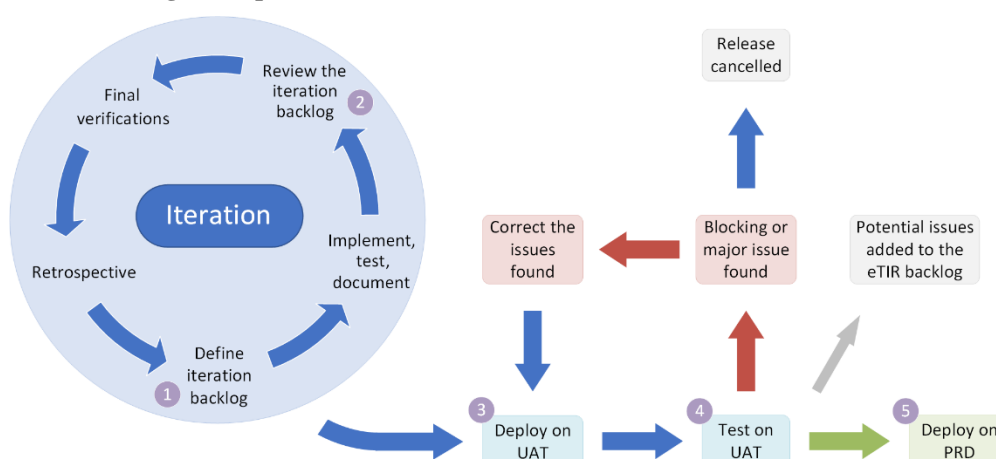 Release
cancelled
Review the
iteration
backlog
2
Final
verifications
Iteration
Correct the
issues
found
Blocking or
major issue
found
Potential issues
added to the
eTIR backlog
Implement,
test,
document
Retrospective
Define
iteration
backlog
1
3
Deploy on
UAT
4
Test on
UAT
5
Deploy on
PRD